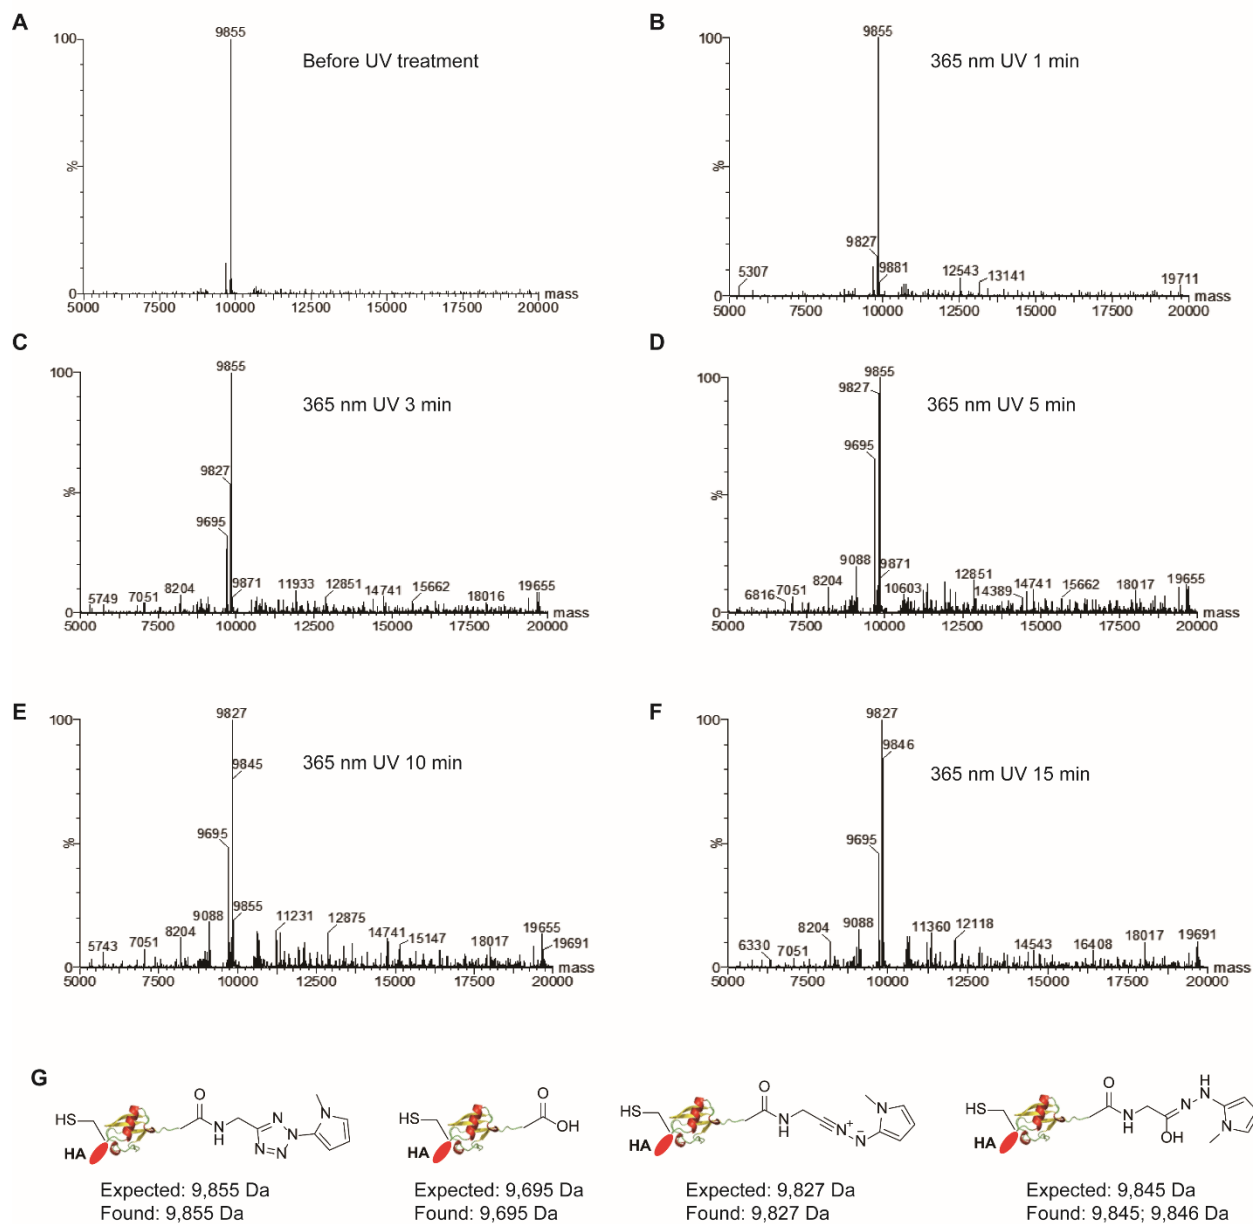 A
100
9855
Before UV treatment
%
0
5000 7500 10000 12500 15000 17500 20000 mass
B
100
9855
365 nm UV 1 min
%
9827
9881
5307
12543
13141
19711
0
5000 7500 10000 12500 15000 17500 20000 mass
C
100
9855
365 nm UV 3 min
9827
%
9695
9871
5749
7051
8204
11933
12851
14741
15662
18016
19655
0
5000 7500 10000 12500 15000 17500 20000 mass
D
100
9855
9827
365 nm UV 5 min
9695
%
9088
9871
8204
6816
7051
10603
12851
14389
14741
15662
18017
19655
0
5000 7500 10000 12500 15000 17500 20000 mass
E
100
9827
9845
365 nm UV 10 min
9695
%
9088
9855
8204
5743
7051
11231
12875
14741
15147
18017
19655
19691
0
5000 7500 10000 12500 15000 17500 20000 mass
F
100
9827
9846
365 nm UV 15 min
9695
%
9088
8204
6330
7051
11360
12118
14543
16408
18017
19691
0
5000 7500 10000 12500 15000 17500 20000 mass
G
HS
HA
O
N
H
N
N
N=N
N
Expected: 9,855 Da
Found: 9,855 Da
HS
HA
O
OH
Expected: 9,695 Da
Found: 9,695 Da
HS
HA
O
N
H
N
+
N
−
N
Expected: 9,827 Da
Found: 9,827 Da
HS
HA
O
N
H
OH
N
H
N
N
Expected: 9,845 Da
Found: 9,845; 9,846 Da